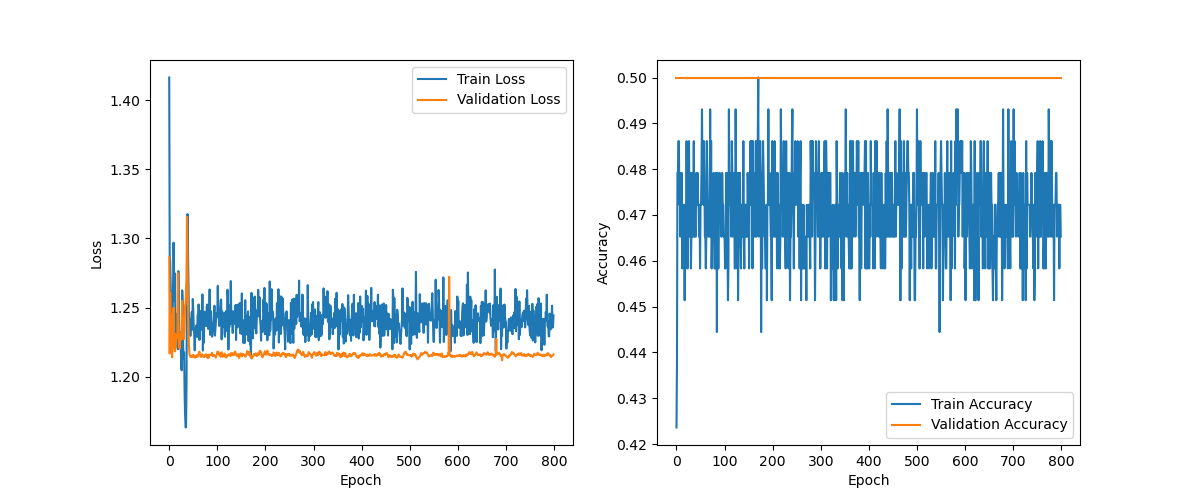 Train Loss
Validation Loss
1.40
1.35
1.30
1.25
1.20
Loss
0 100 200 300 400 500 600 700 800
Epoch
0.50
0.49
0.48
0.47
0.46
0.45
0.44
0.43
0.42
Accuracy
Train Accuracy
Validation Accuracy
0 100 200 300 400 500 600 700 800
Epoch